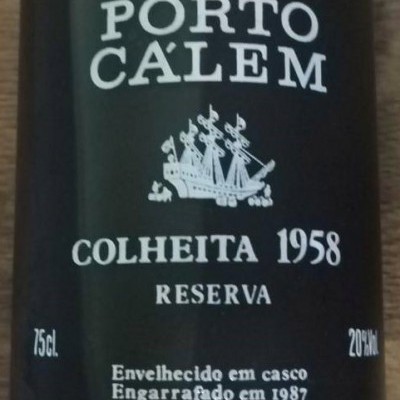 PORTO
CÁLEM
COLHEITA 1958
RESERVA
75cl. 20%Vol.
Envelhecido em casco
Engarrafado em 1987